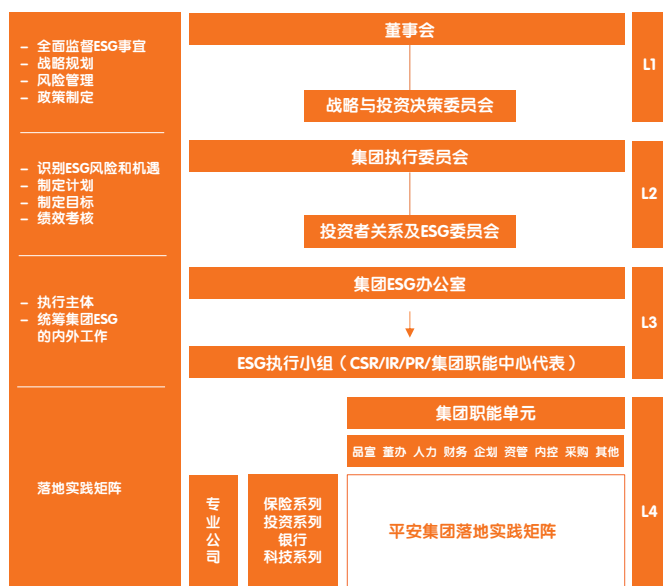 – 全面监督ESG事宜
– 战略规划
– 风险管理
– 政策制定
董事会
战略与投资决策委员会
L1
– 识别ESG风险和机遇
– 制定计划
– 制定目标
– 绩效考核
集团执行委员会
投资者关系及ESG委员会
L2
– 执行主体
– 统筹集团ESG
的内外工作
集团ESG办公室
ESG执行小组（CSR/IR/PR/集团职能中心代表）
L3
落地实践矩阵
集团职能单元
品宣 董办 人力 财务 企划 资管 内控 采购 其他
专
业
公
司
保险系列
投资系列
银行
科技系列
平安集团落地实践矩阵
L4